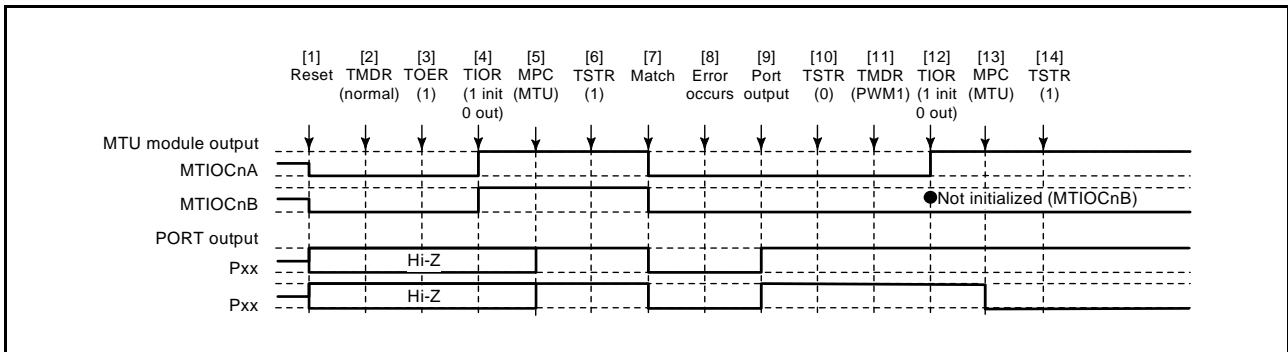 [1] [2] [3] [4] [5] [6] [7] [8] [9] [10] [11] [12] [13] [14]
Reset TMDR TOER TIOR MPC TSTR Match Error Port TSTR TMDR TIOR MPC TSTR
(normal) (1) (1 init (MTU) (1) occurs output (0) (PWM1) (1 init (MTU) (1)
0 out) 0 out)
MTU module output
MTIOCnA
MTIOCnB
Not initialized (MTIOCnB)
PORT output
Pxx
Hi-Z
Pxx
Hi-Z